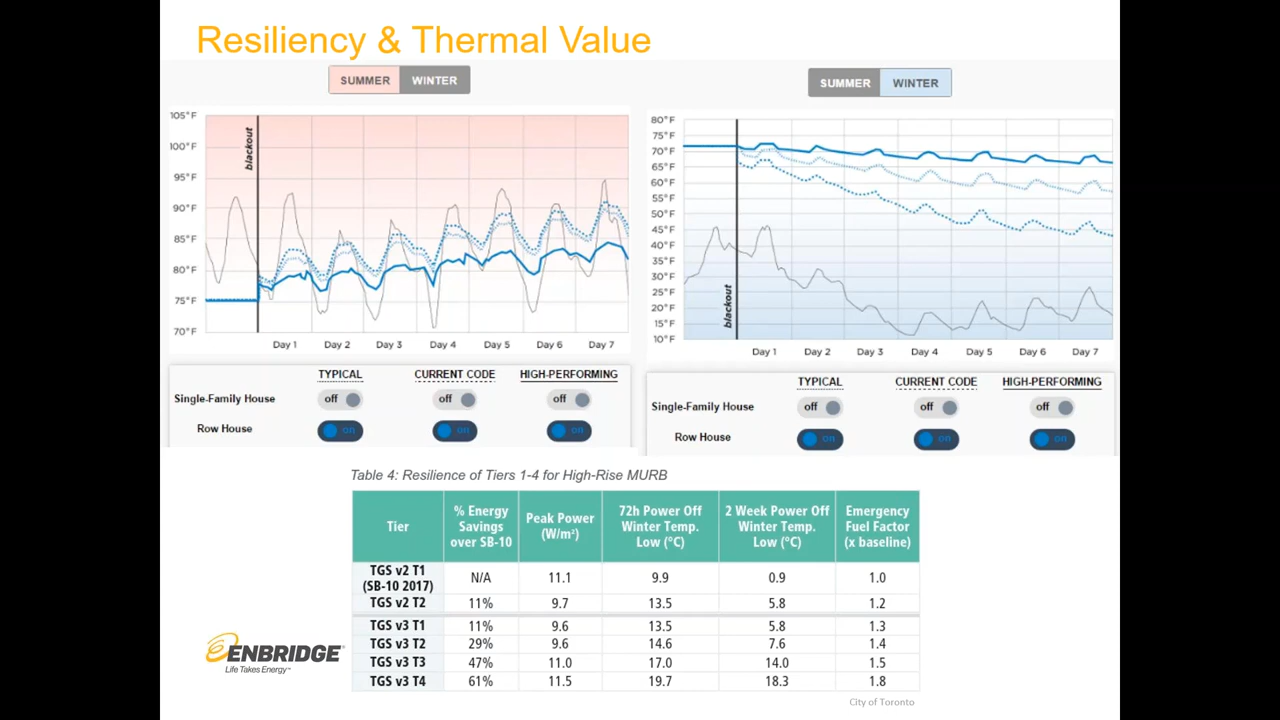 Resiliency & Thermal Value
SUMMER WINTER
105°F
100°F
95°F
90°F
85°F
80°F
75°F
70°F
blackout
Day 1 Day 2 Day 3 Day 4 Day 5 Day 6 Day 7
TYPICAL CURRENT CODE HIGH-PERFORMING
Single-Family House off off off
Row House on on on
SUMMER WINTER
80°F
75°F
70°F
65°F
60°F
55°F
50°F
45°F
40°F
35°F
30°F
25°F
20°F
15°F
10°F
blackout
Day 1 Day 2 Day 3 Day 4 Day 5 Day 6 Day 7
TYPICAL CURRENT CODE HIGH-PERFORMING
Single-Family House off off off
Row House on on on
Table 4: Resilience of Tiers 1-4 for High-Rise MURB
Tier
% Energy
Savings
over SB-10
Peak Power
(W/m²)
72h Power Off
Winter Temp.
Low (°C)
2 Week Power Off
Winter Temp.
Low (°C)
Emergency
Fuel Factor
(x baseline)
TGS v2 T1
(SB-10 2017)
N/A 11.1 9.9 0.9 1.0
TGS v2 T2 11% 9.7 13.5 5.8 1.2
TGS v3 T1 11% 9.6 13.5 5.8 1.3
TGS v3 T2 29% 9.6 14.6 7.6 1.4
TGS v3 T3 47% 11.0 17.0 14.0 1.5
TGS v3 T4 61% 11.5 19.7 18.3 1.8
ENBRIDGE
Life Takes Energy™
City of Toronto